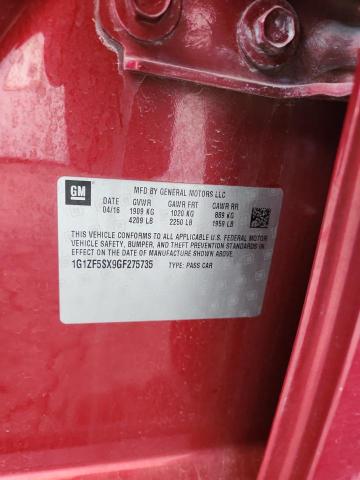 GM
MFD BY GENERAL MOTORS LLC
DATE GVWR GAWR FRT GAWR RR
04/16 1909 KG 1020 KG 889 KG
4209 LB 2250 LB 1959 LB
THIS VEHICLE CONFORMS TO ALL APPLICABLE U.S. FEDERAL MOTOR
VEHICLE SAFETY, BUMPER, AND THEFT PREVENTION STANDARDS IN
EFFECT ON THE DATE OF MANUFACTURE SHOWN ABOVE.
1G1ZF5SX9GF275735 TYPE: PASS CAR